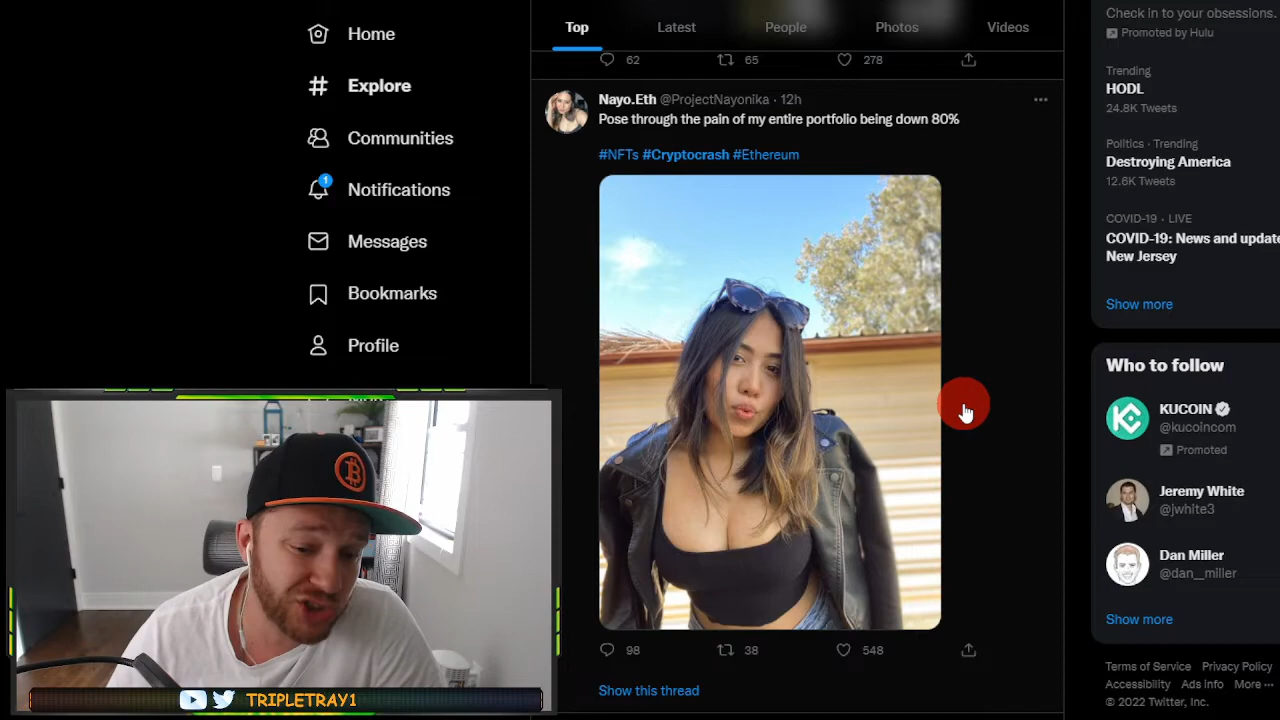 Home
Explore
Communities
1
Notifications
Messages
Bookmarks
Profile
Top
Latest
People
Photos
Videos
62
65
278
Nayo.Eth @ProjectNayonika · 12h
Pose through the pain of my entire portfolio being down 80%
#NFTs #Cryptocrash #Ethereum
98
38
548
Show this thread
Check in to your obsessions.
Promoted by Hulu
Trending
HODL
24.8K Tweets
Politics · Trending
Destroying America
12.6K Tweets
COVID-19 · LIVE
COVID-19: News and update
New Jersey
Show more
Who to follow
KUCOIN
@kucoincom
Promoted
Jeremy White
@jwhite3
Dan Miller
@dan__miller
Show more
Terms of Service Privacy Policy
Accessibility Ads info More ···
© 2022 Twitter, Inc.
TRIPLETRAY1